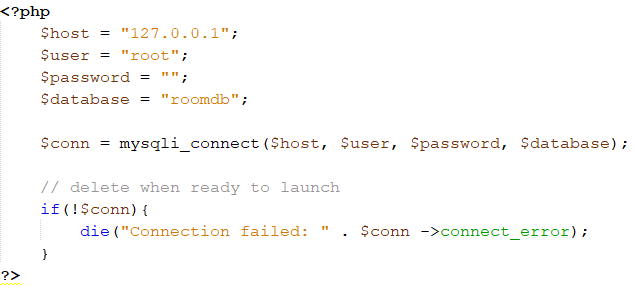 <?php
$host = "127.0.0.1";
$user = "root";
$password = "";
$database = "roomdb";
$conn = mysqli_connect($host, $user, $password, $database);
// delete when ready to launch
if(!$conn){
die("Connection failed: " . $conn ->connect_error);
}
?>